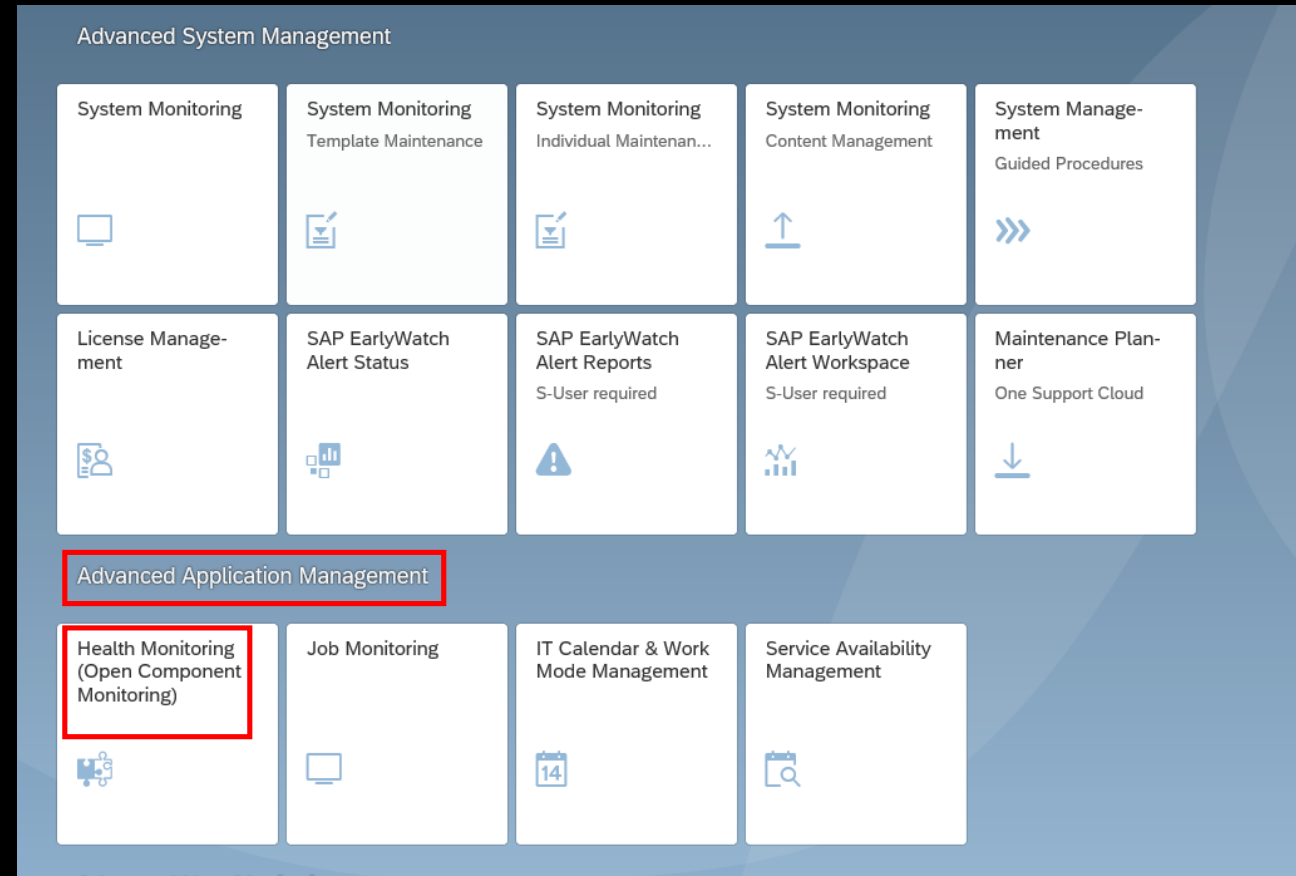 Advanced System Management
System Monitoring
System Monitoring
Template Maintenance
System Monitoring
Individual Maintenan...
System Monitoring
Content Management
System Manage-
ment
Guided Procedures
License Manage-
ment
SAP EarlyWatch
Alert Status
SAP EarlyWatch
Alert Reports
S-User required
SAP EarlyWatch
Alert Workspace
S-User required
Maintenance Plan-
ner
One Support Cloud
Advanced Application Management
Health Monitoring
(Open Component
Monitoring)
Job Monitoring
IT Calendar & Work
Mode Management
14
Service Availability
Management